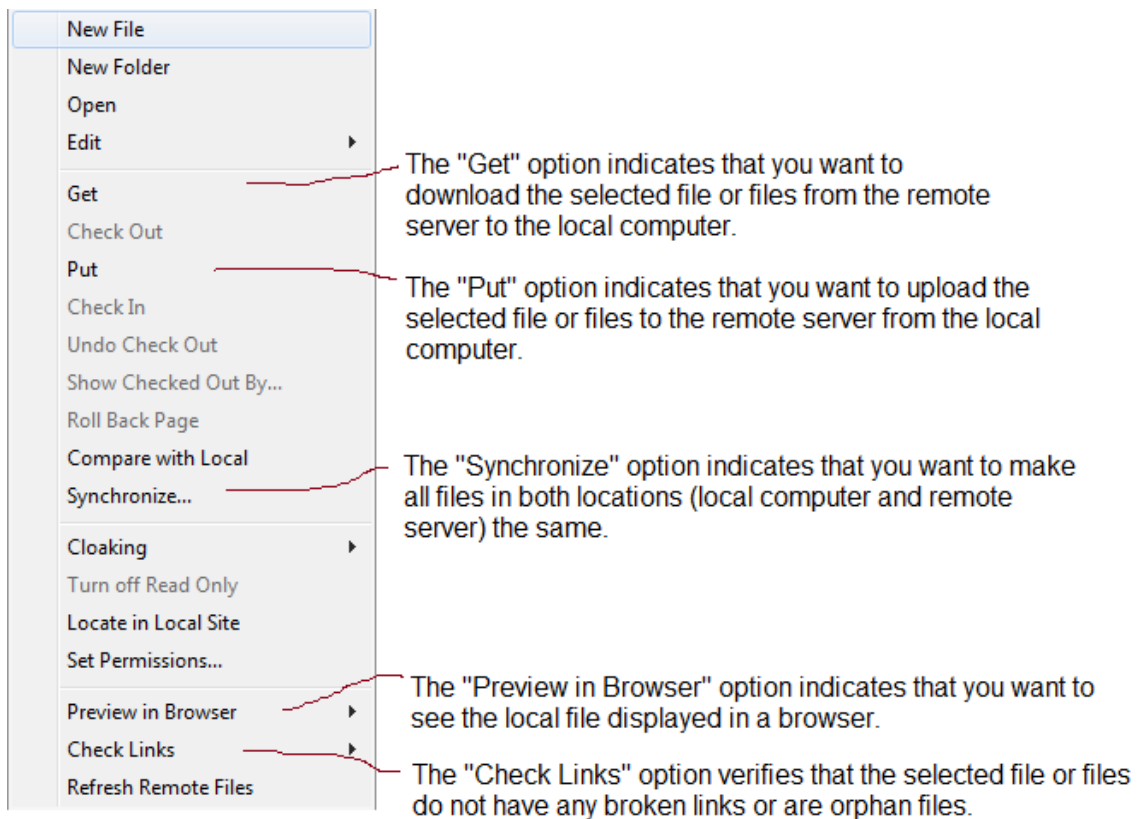 New File
New Folder
Open
Edit
Get
Check Out
Put
Check In
Undo Check Out
Show Checked Out By...
Roll Back Page
Compare with Local
Synchronize...
Cloaking
Turn off Read Only
Locate in Local Site
Set Permissions...
Preview in Browser
Check Links
Refresh Remote Files
The "Get" option indicates that you want to
download the selected file or files from the remote
server to the local computer.
The "Put" option indicates that you want to upload the
selected file or files to the remote server from the local
computer.
The "Synchronize" option indicates that you want to make
all files in both locations (local computer and remote
server) the same.
The "Preview in Browser" option indicates that you want to
see the local file displayed in a browser.
The "Check Links" option verifies that the selected file or files
do not have any broken links or are orphan files.